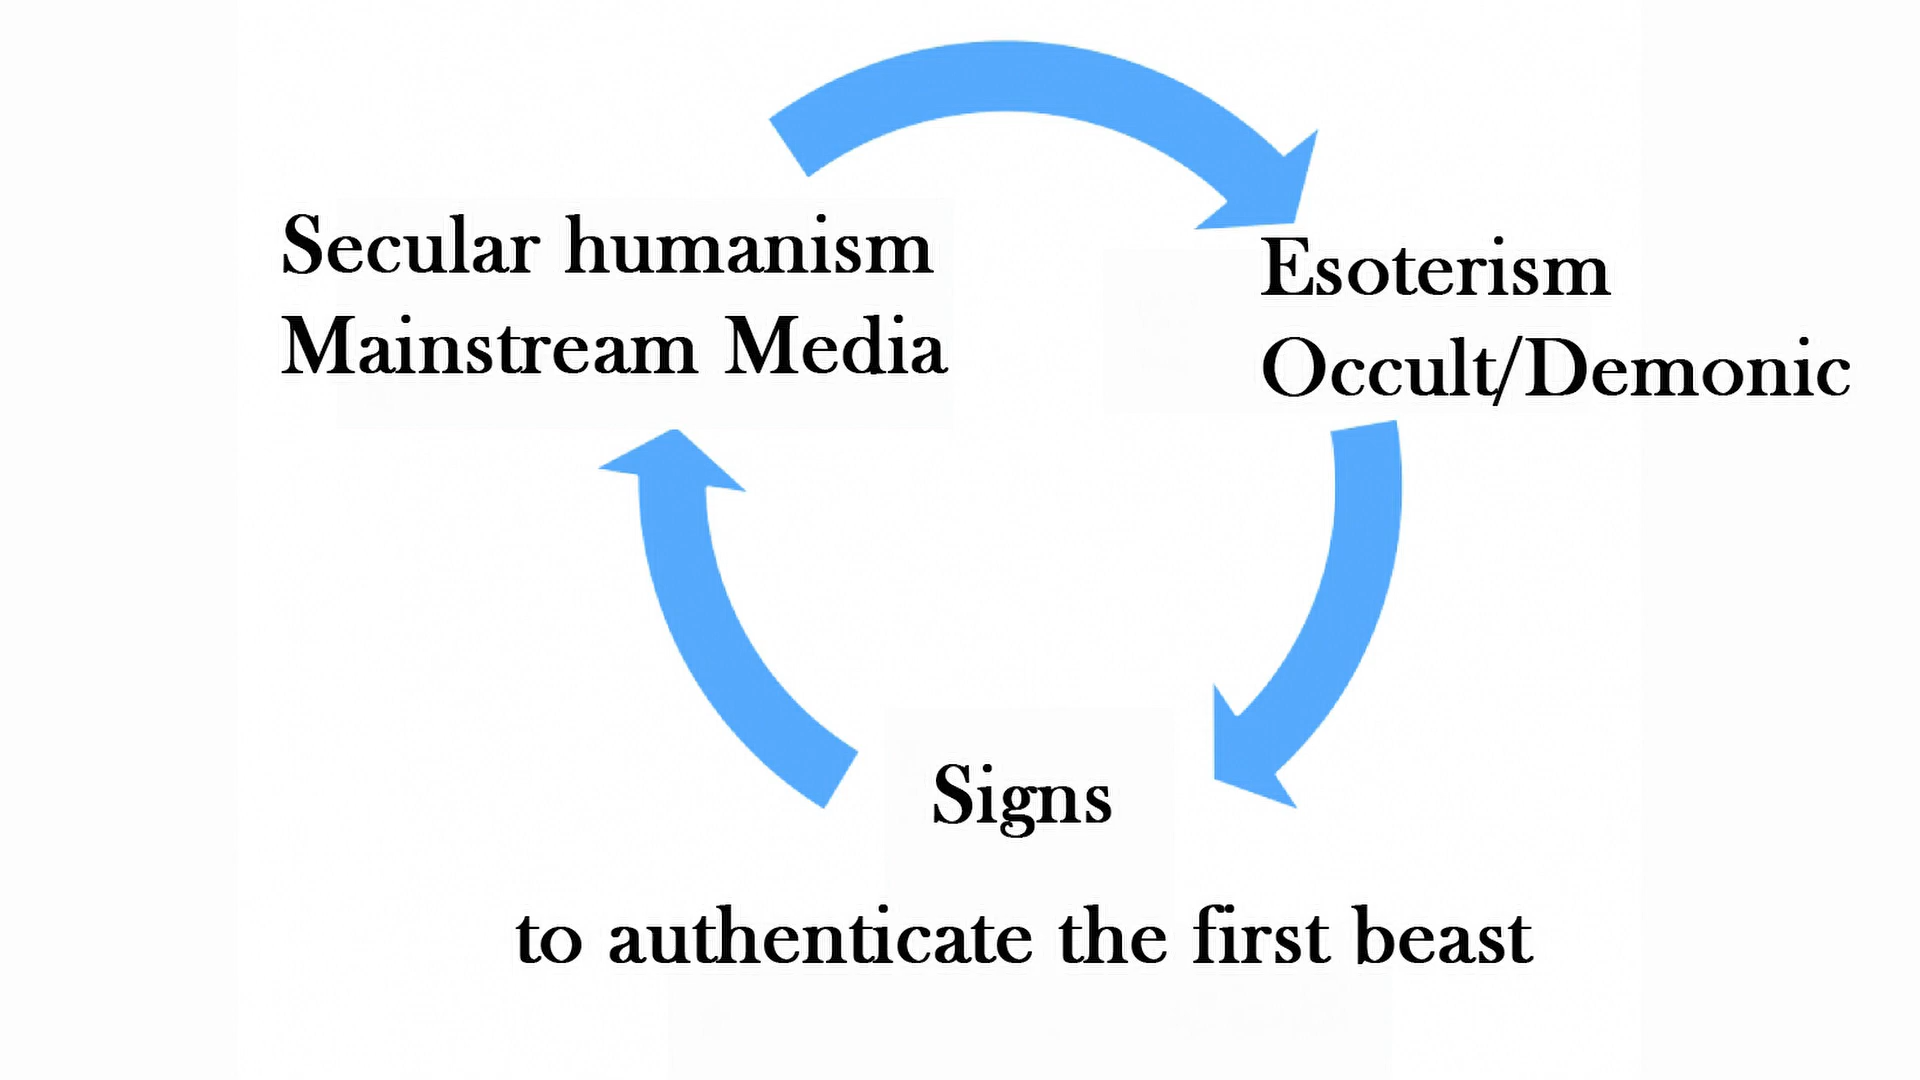 Secular humanism
Mainstream Media
Esoterism
Occult/Demonic
Signs
to authenticate the first beast